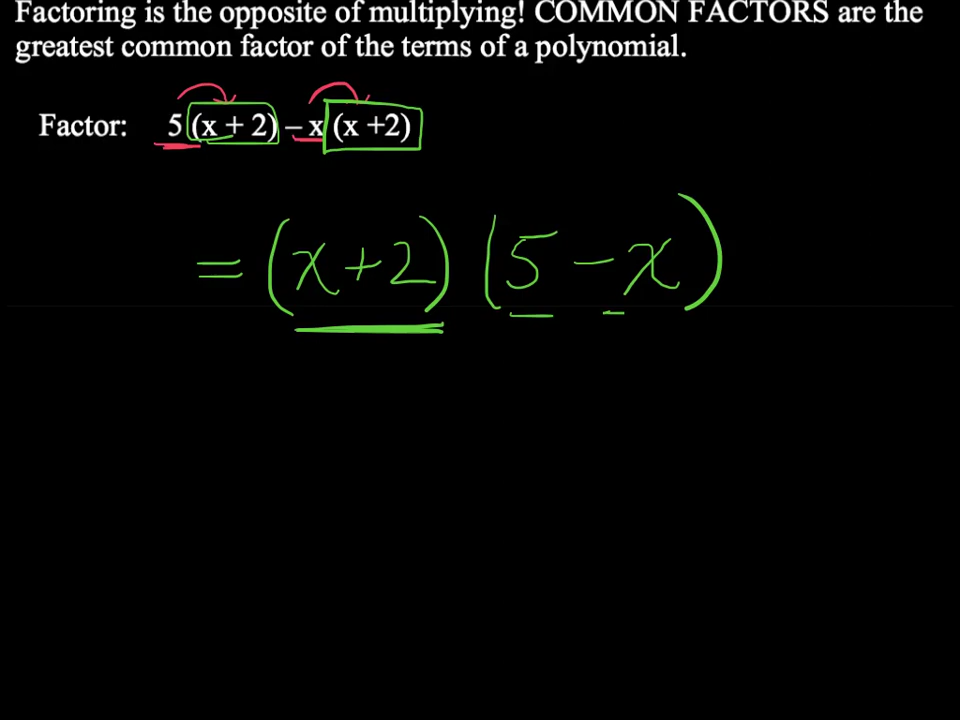 Factoring is the opposite of multiplying! COMMON FACTORS are the
greatest common factor of the terms of a polynomial.
Factor: 5 (x + 2) – x (x +2)
= (x+2) (5 – x)